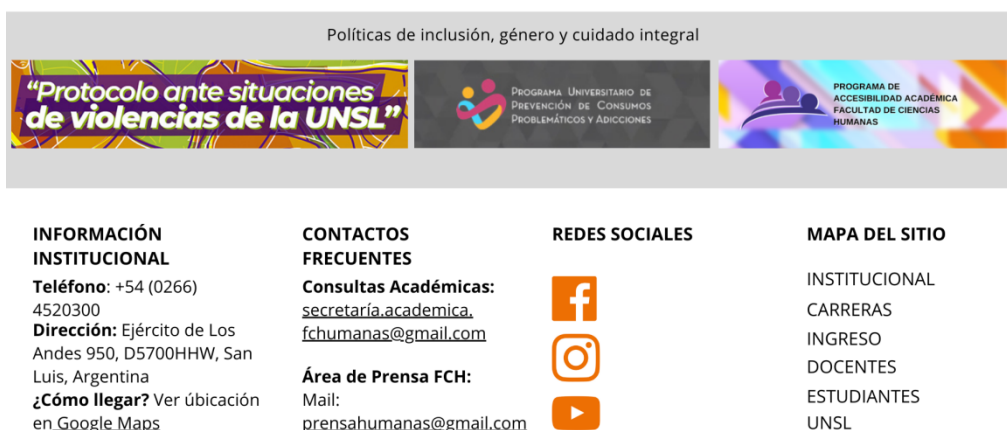 Políticas de inclusión, género y cuidado integral
“Protocolo ante situaciones
de violencias de la UNSL”
Programa Universitario de
Prevención de Consumos
Problemáticos y Adicciones
PROGRAMA DE
ACCESIBILIDAD ACADÉMICA
FACULTAD DE CIENCIAS
HUMANAS
INFORMACIÓN
INSTITUCIONAL
Teléfono: +54 (0266)
4520300
Dirección: Ejército de Los
Andes 950, D5700HHW, San
Luis, Argentina
¿Cómo llegar? Ver úbicación
en Google Maps
CONTACTOS
FRECUENTES
Consultas Académicas:
secretaría.academica.
fchumanas@gmail.com
Área de Prensa FCH:
Mail:
prensahumanas@gmail.com
REDES SOCIALES
MAPA DEL SITIO
INSTITUCIONAL
CARRERAS
INGRESO
DOCENTES
ESTUDIANTES
UNSL